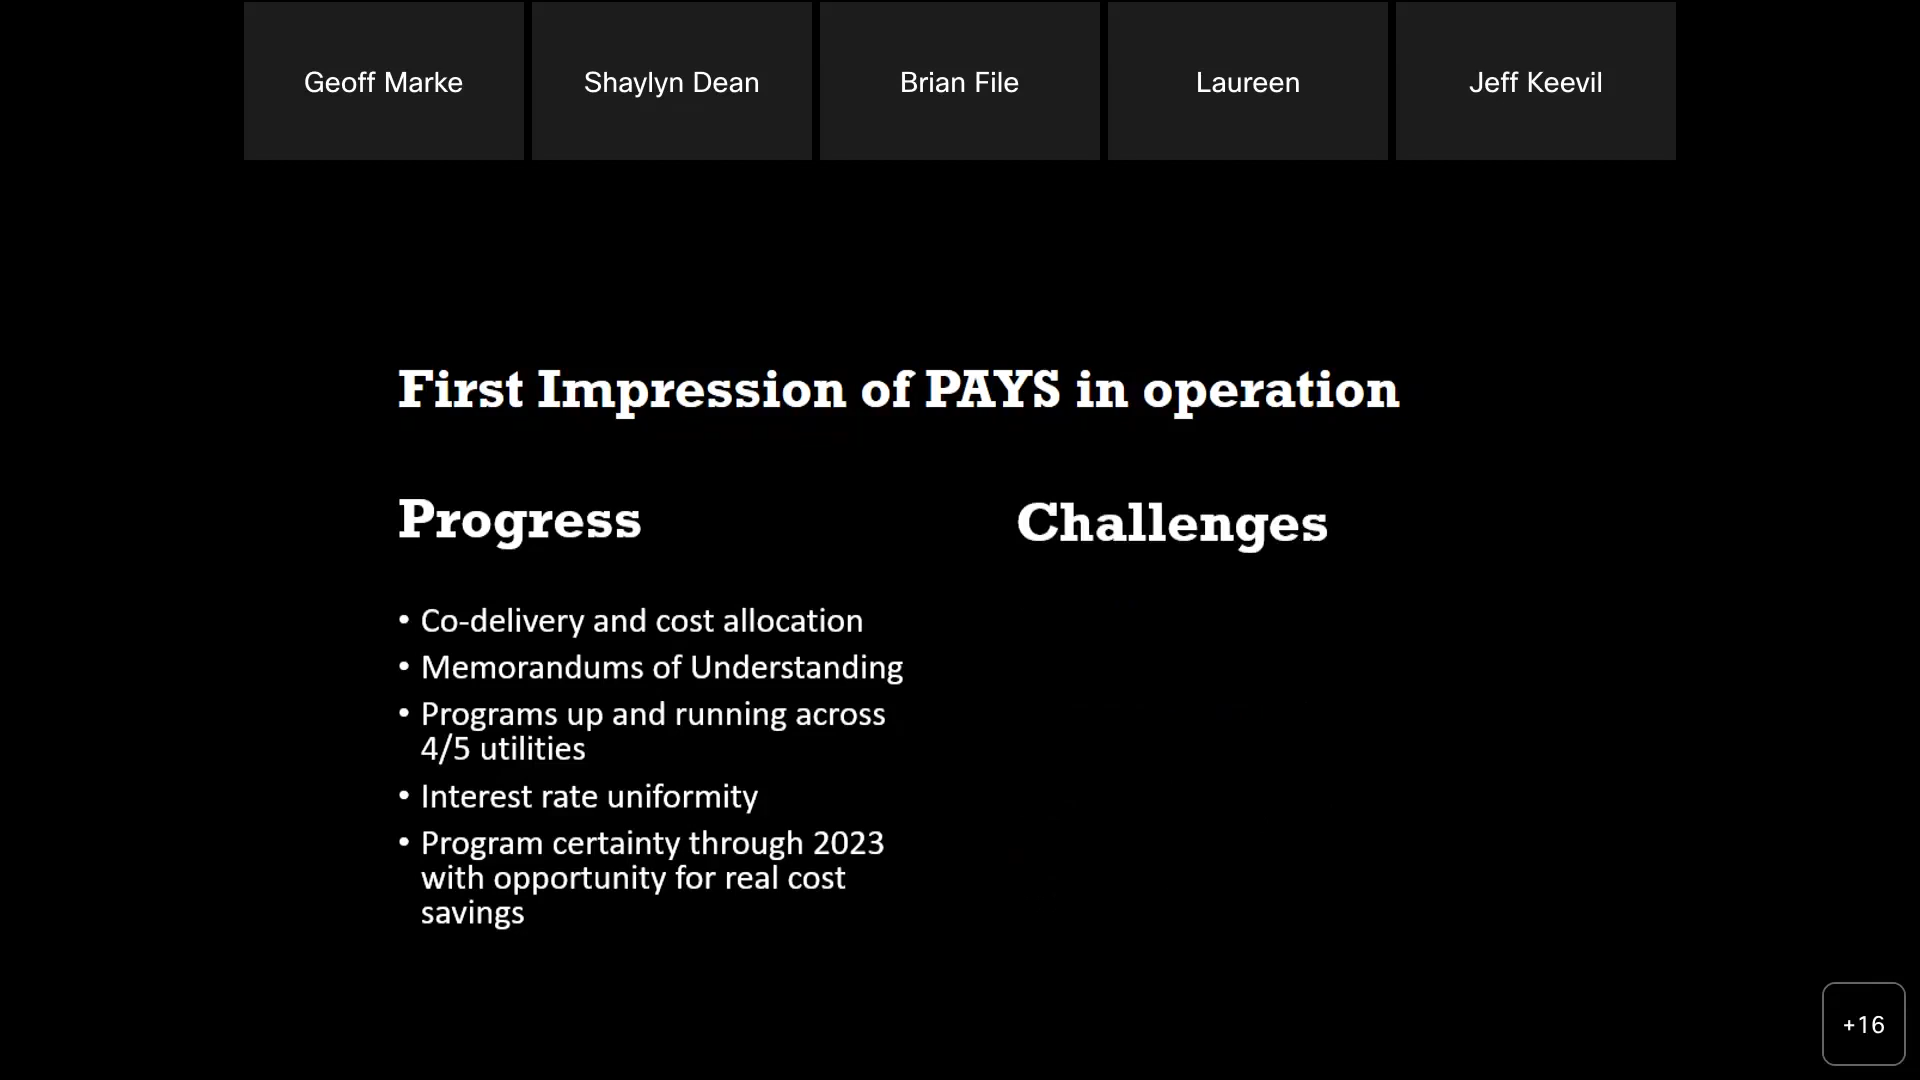 Geoff Marke
Shaylyn Dean
Brian File
Laureen
Jeff Keevil
First Impression of PAYS in operation
Progress
• Co-delivery and cost allocation
• Memorandums of Understanding
• Programs up and running across
4/5 utilities
• Interest rate uniformity
• Program certainty through 2023
with opportunity for real cost
savings
Challenges
+16